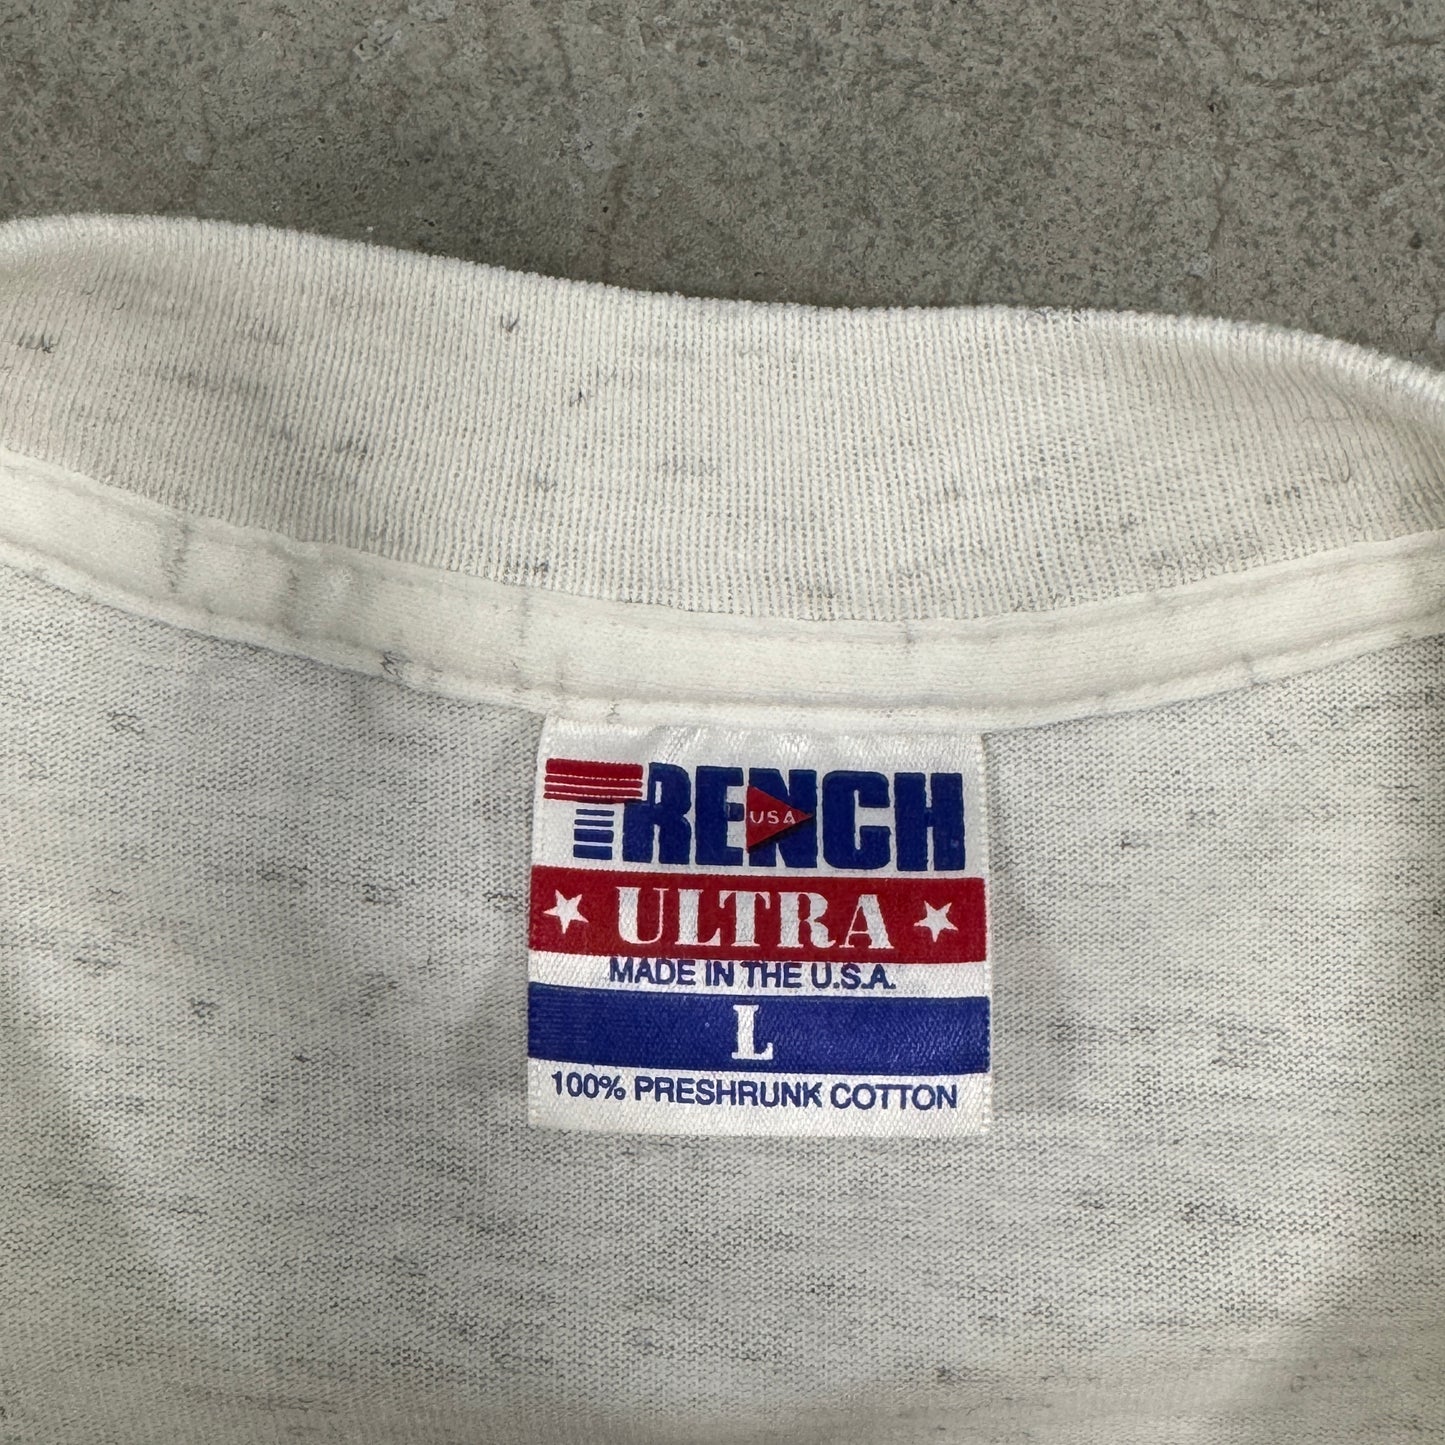 TRENCH
USA
ULTRA
MADE IN THE U.S.A.
L
100% PRESHRUNK COTTON